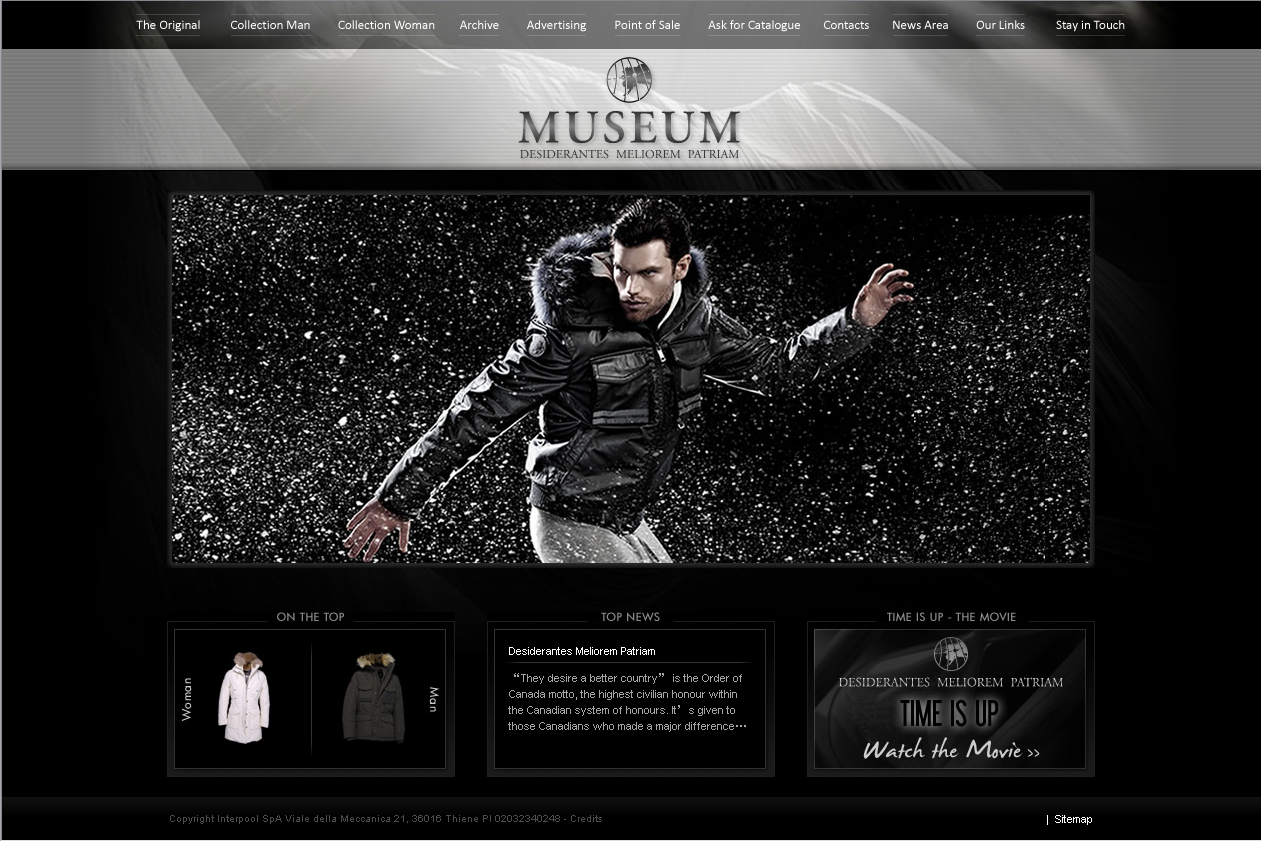 The Original Collection Man Collection Woman Archive Advertising Point of Sale Ask for Catalogue Contacts News Area Our Links Stay in Touch
MUSEUM
DESIDERANTES MELIOREM PATRIAM
ON THE TOP
Woman
Man
TOP NEWS
Desiderantes Meliorem Patriam
“They desire a better country” is the Order of
Canada motto, the highest civilian honour within
the Canadian system of honours. It’s given to
those Canadians who made a major difference…
TIME IS UP - THE MOVIE
DESIDERANTES MELIOREM PATRIAM
TIME IS UP
Watch the Movie >>
Copyright Interpool SpA Viale della Meccanica 21, 36016 Thiene PI 02032340248 - Credits
| Sitemap